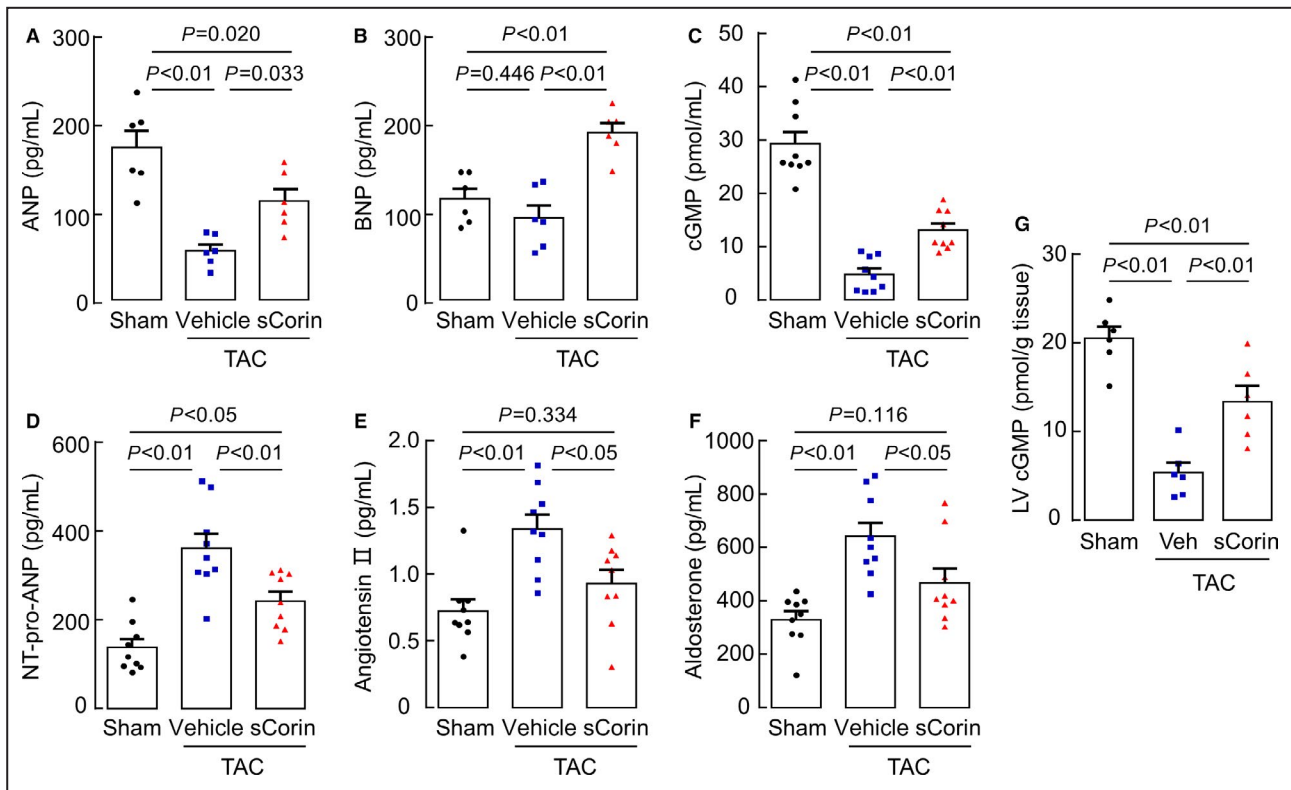 A
ANP (pg/mL)
300
200
100
0
P=0.020
P<0.01 P=0.033
Sham Vehicle sCorin
TAC
B
BNP (pg/mL)
300
200
100
0
P<0.01
P=0.446 P<0.01
Sham Vehicle sCorin
TAC
C
cGMP (pmol/mL)
50
40
30
20
10
0
P<0.01
P<0.01 P<0.01
Sham Vehicle sCorin
TAC
D
NT-pro-ANP (pg/mL)
600
400
200
0
P<0.05
P<0.01 P<0.01
Sham Vehicle sCorin
TAC
E
Angiotensin II (pg/mL)
2.0
1.5
1.0
0.5
0
P=0.334
P<0.01 P<0.05
Sham Vehicle sCorin
TAC
F
Aldosterone (pg/mL)
1000
800
600
400
200
0
P=0.116
P<0.01 P<0.05
Sham Vehicle sCorin
TAC
G
LV cGMP (pmol/g tissue)
30
20
10
0
P<0.01
P<0.01 P<0.01
Sham Veh sCorin
TAC